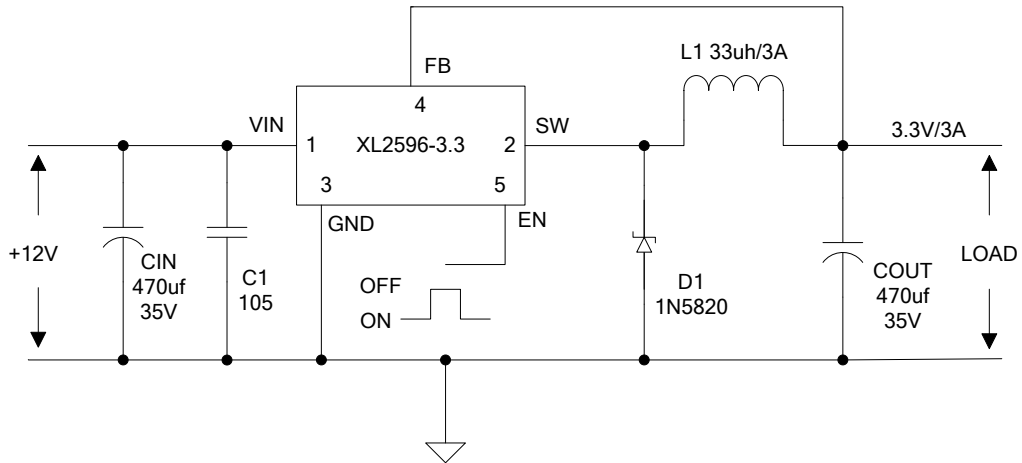 L1 33uh/3A
FB
4
VIN
SW
3.3V/3A
1
XL2596-3.3
2
3
5
GND
EN
+12V
CIN
470uf
35V
C1
105
OFF
ON
D1
1N5820
COUT
470uf
35V
LOAD